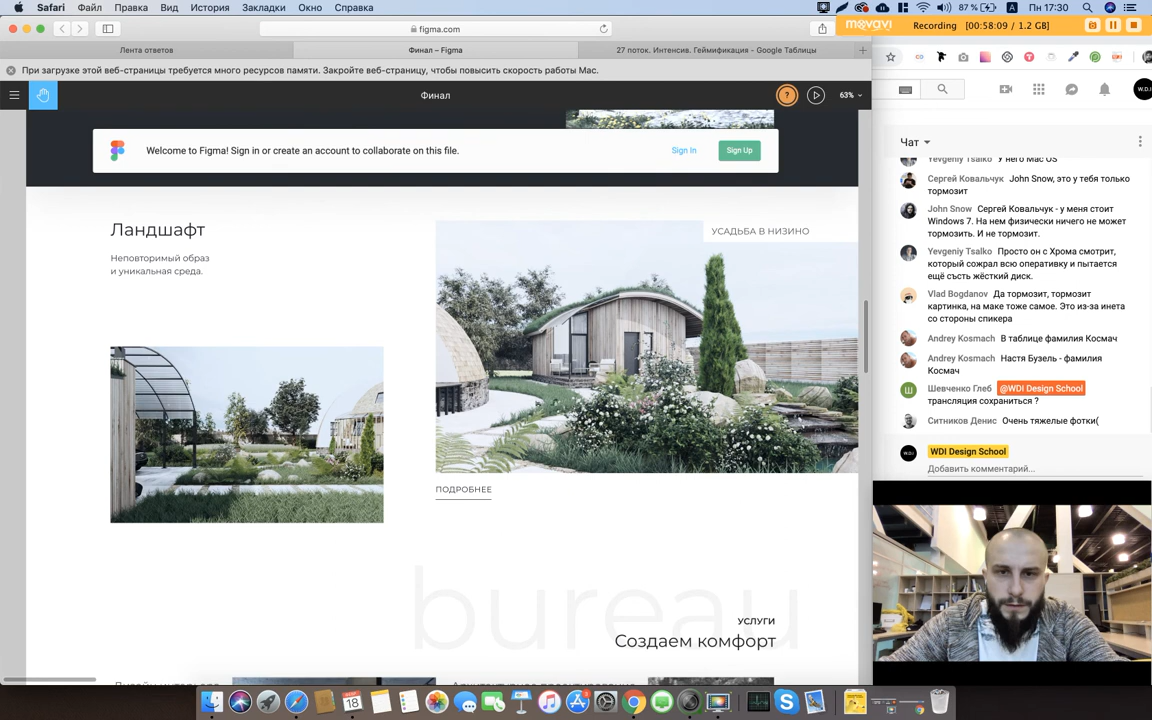 Safari Файл Правка Вид История Закладки Окно Справка
87 % Пн 17:30
movavi Recording [00:58:09 / 1.2 GB]
figma.com
Лента ответов
Финал – Figma
27 поток. Интенсив. Геймификация - Google Таблицы
При загрузке этой веб-страницы требуется много ресурсов памяти. Закройте веб-страницу, чтобы повысить скорость работы Mac.
Финал
?
63%
Welcome to Figma! Sign in or create an account to collaborate on this file.
Sign In
Sign Up
Ландшафт
Неповторимый образ
и уникальная среда.
УСАДЬБА В НИЗИНО
ПОДРОБНЕЕ
bureau
УСЛУГИ
Создаем комфорт
Чат
Yevgeniy Tsalko У него Mac OS
Сергей Ковальчук John Snow, это у тебя только
тормозит
John Snow Сергей Ковальчук - у меня стоит
Windows 7. На нем физически ничего не может
тормозить. И не тормозит.
Yevgeniy Tsalko Просто он с Хрома смотрит,
который сожрал всю оперативку и пытается
ещё състь жёсткий диск.
Vlad Bogdanov Да тормозит, тормозит
картинка, на маке тоже самое. Это из-за инета
со стороны спикера
Andrey Kosmach В таблице фамилия Космач
Andrey Kosmach Настя Бузель - фамилия
Космач
Ш
Шевченко Глеб @WDI Design School
трансляция сохраниться ?
Ситников Денис Очень тяжелые фотки(
WDI Design School
Добавить комментарий...
18